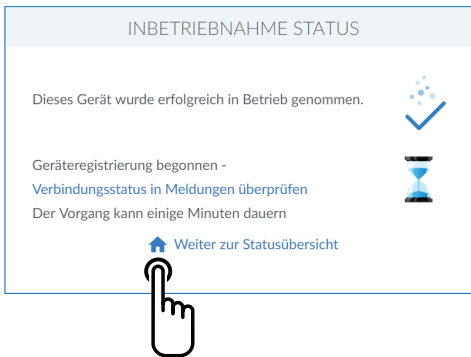 INBETRIEBNAHME STATUS
Dieses Gerät wurde erfolgreich in Betrieb genommen.
Geräteregistrierung begonnen -
Verbindungsstatus in Meldungen überprüfen
Der Vorgang kann einige Minuten dauern
Weiter zur Statusübersicht